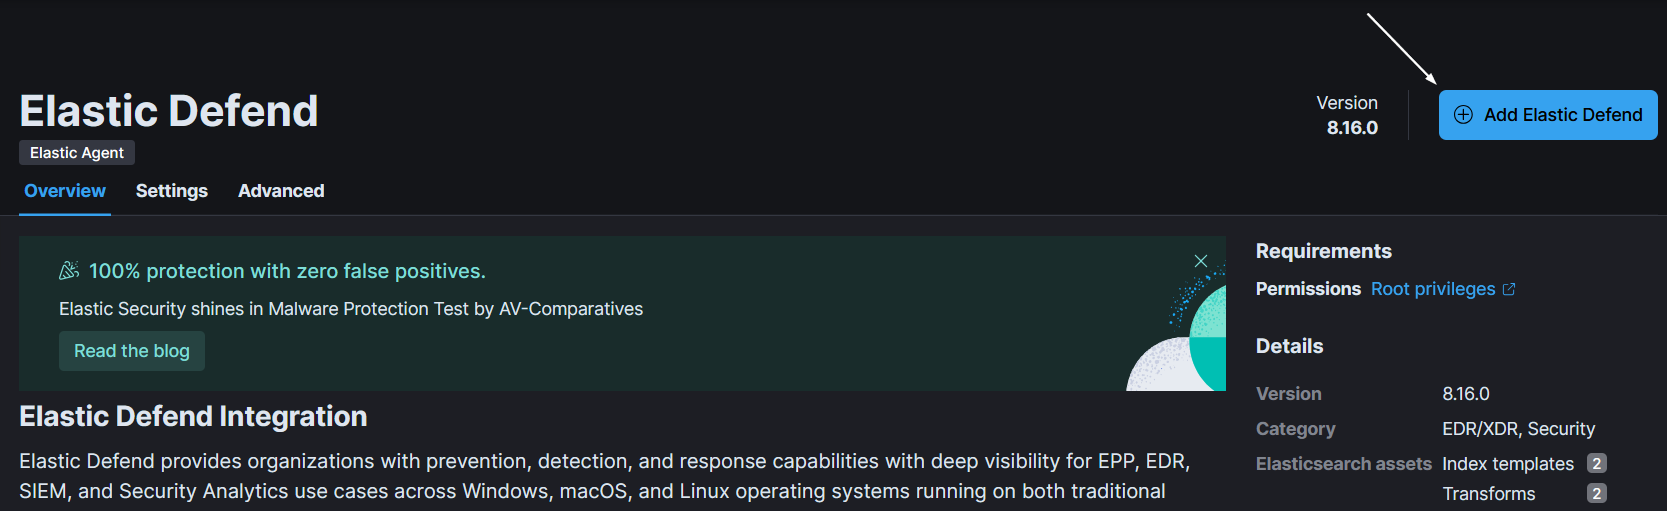 Elastic Defend
Elastic Agent
Version
8.16.0
Add Elastic Defend
Overview Settings Advanced
100% protection with zero false positives.
Elastic Security shines in Malware Protection Test by AV-Comparatives
Read the blog
Elastic Defend Integration
Elastic Defend provides organizations with prevention, detection, and response capabilities with deep visibility for EPP, EDR,
SIEM, and Security Analytics use cases across Windows, macOS, and Linux operating systems running on both traditional
Requirements
Permissions Root privileges
Details
Version 8.16.0
Category EDR/XDR, Security
Elasticsearch assets Index templates 2
Transforms 2